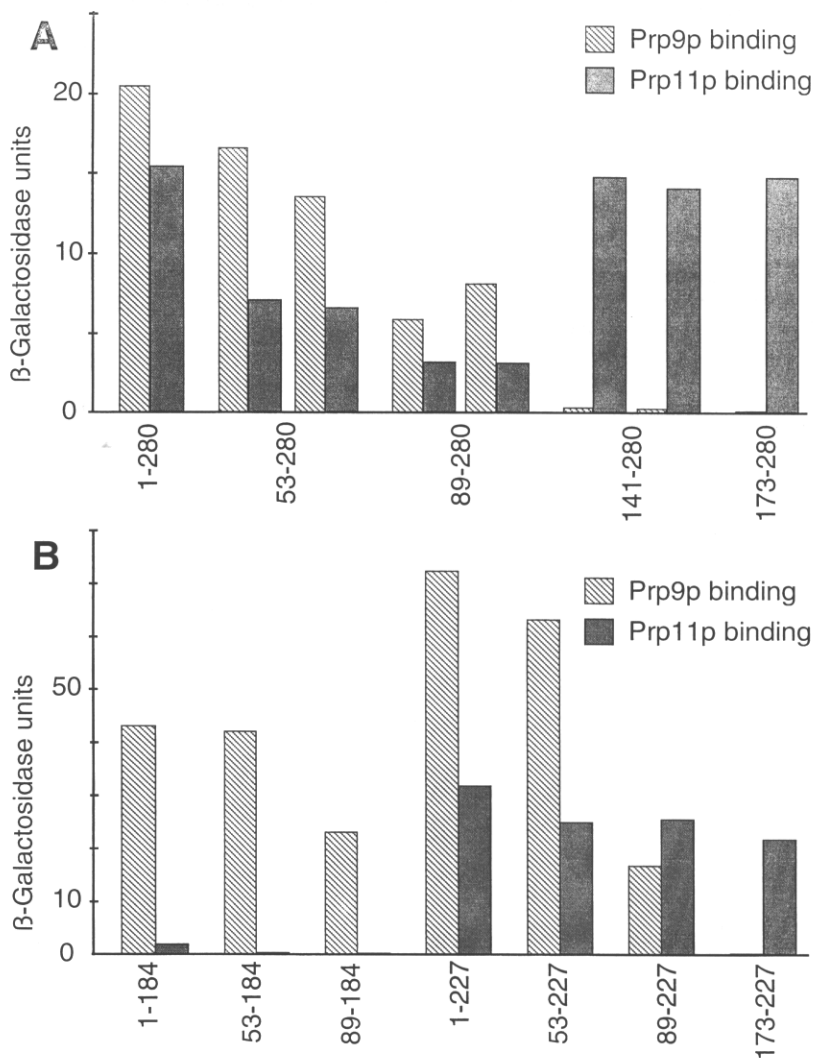 A
Prp9p binding
Prp11p binding
ß-Galactosidase units
20
10
0
1-280
53-280
89-280
141-280
173-280
B
Prp9p binding
Prp11p binding
ß-Galactosidase units
50
10
0
1-184
53-184
89-184
1-227
53-227
89-227
173-227